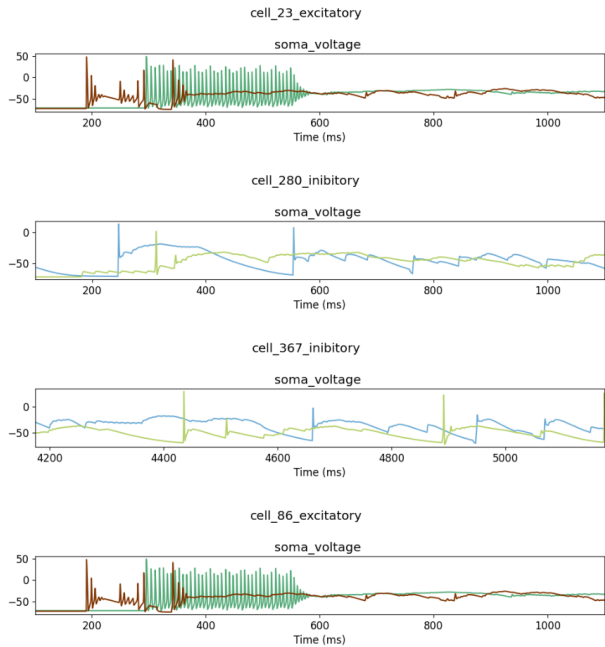 cell_23_excitatory
soma_voltage
50
0
−50
200 400 600 800 1000
Time (ms)
cell_280_inibitory
soma_voltage
0
−50
200 400 600 800 1000
Time (ms)
cell_367_inibitory
soma_voltage
0
−50
4200 4400 4600 4800 5000
Time (ms)
cell_86_excitatory
soma_voltage
50
0
−50
200 400 600 800 1000
Time (ms)